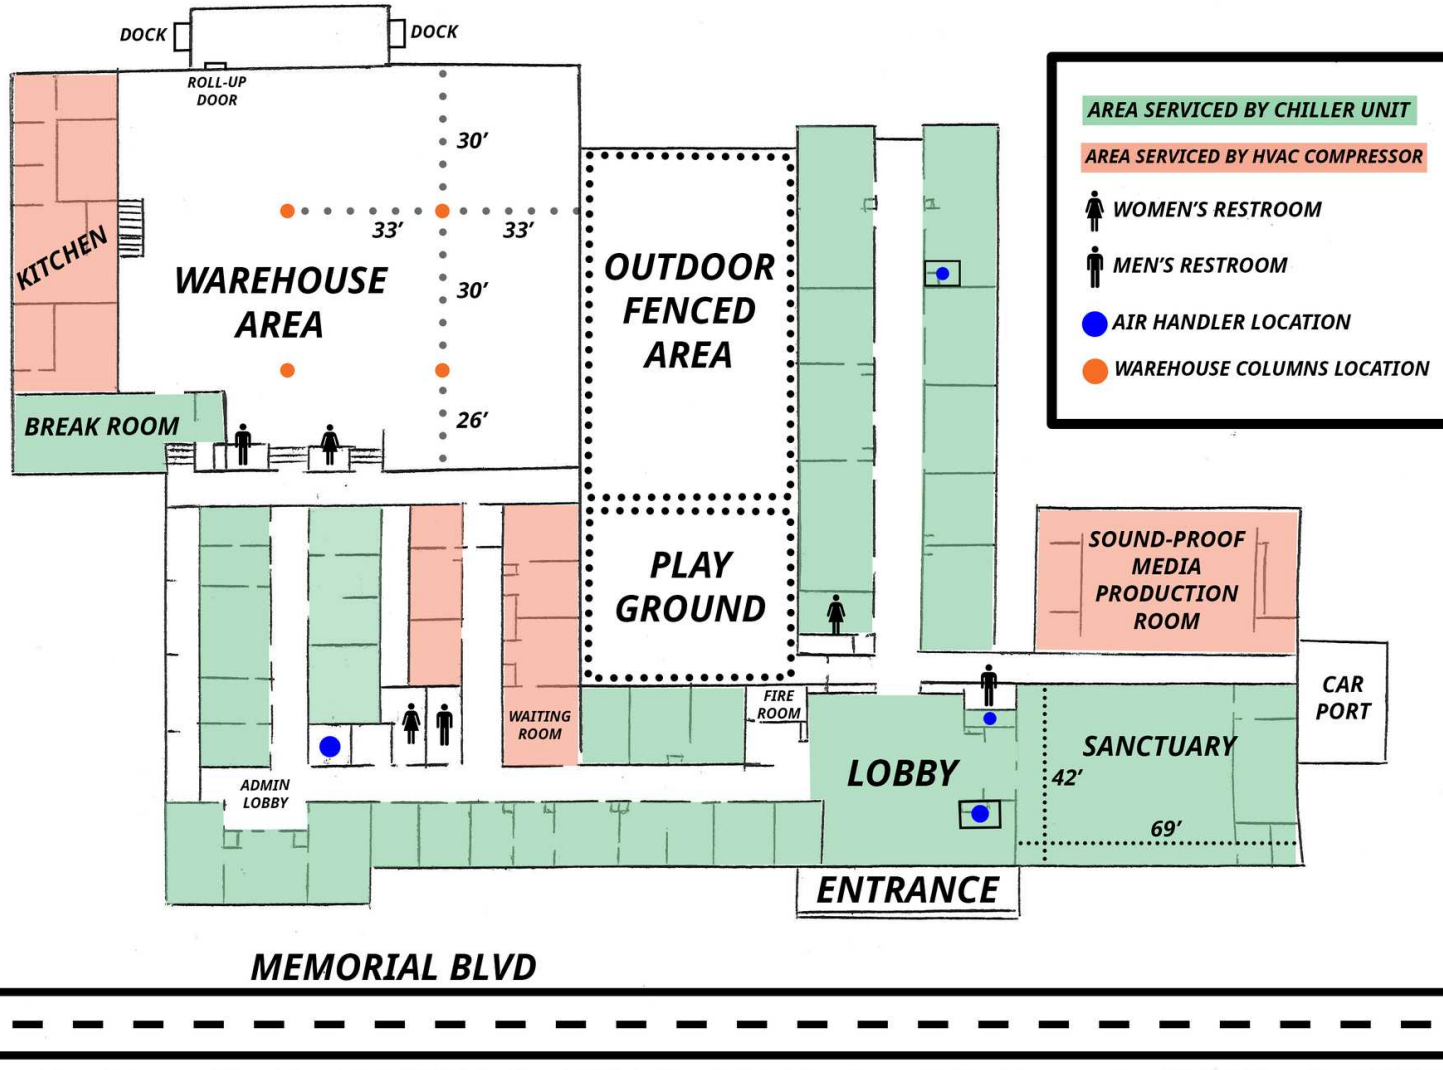 DOCK
DOCK
ROLL-UP
DOOR
30’
33’
33’
KITCHEN
WAREHOUSE
AREA
30’
26’
BREAK ROOM
OUTDOOR
FENCED
AREA
PLAY
GROUND
AREA SERVICED BY CHILLER UNIT
AREA SERVICED BY HVAC COMPRESSOR
WOMEN’S RESTROOM
MEN’S RESTROOM
AIR HANDLER LOCATION
WAREHOUSE COLUMNS LOCATION
SOUND-PROOF
MEDIA
PRODUCTION
ROOM
CAR
PORT
WAITING
ROOM
FIRE
ROOM
ADMIN
LOBBY
LOBBY
SANCTUARY
42’
69’
ENTRANCE
MEMORIAL BLVD